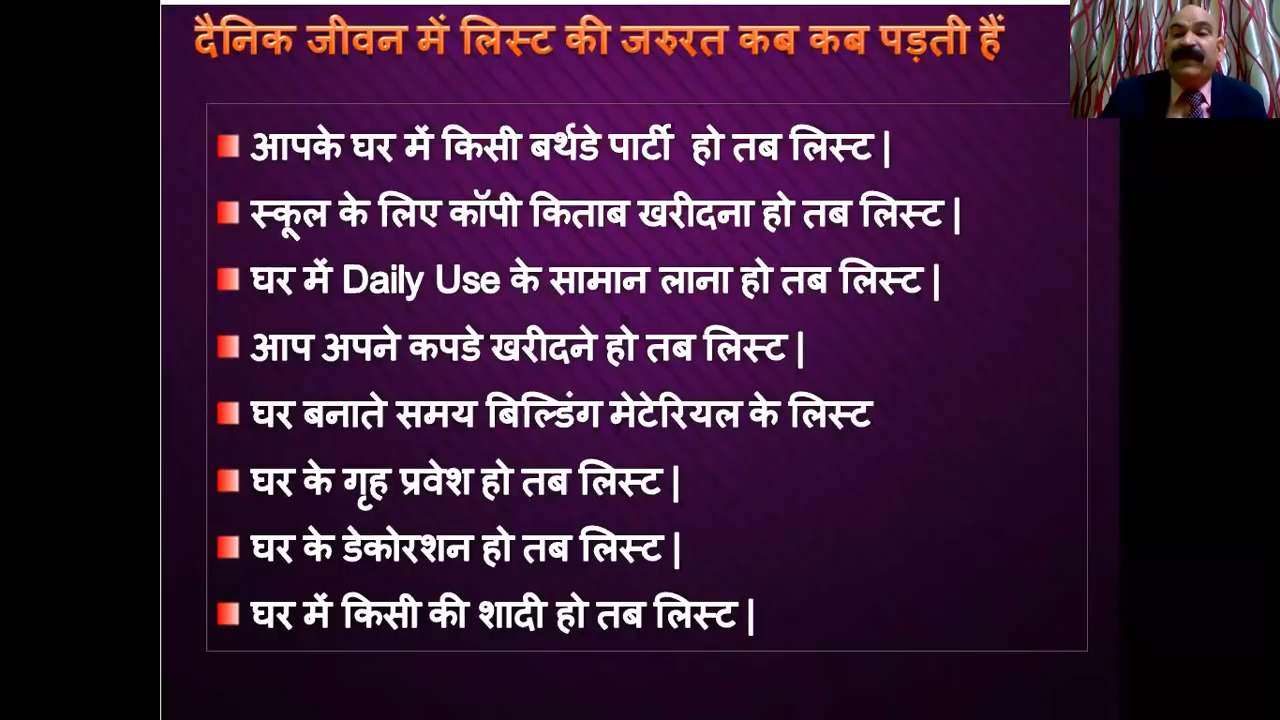 दैनिक जीवन में लिस्ट की जरुरत कब कब पड़ती हैं
आपके घर में किसी बर्थडे पार्टी हो तब लिस्ट |
स्कूल के लिए कॉपी किताब खरीदना हो तब लिस्ट |
घर में Daily Use के सामान लाना हो तब लिस्ट |
आप अपने कपडे खरीदने हो तब लिस्ट |
घर बनाते समय बिल्डिंग मेटेरियल के लिस्ट
घर के गृह प्रवेश हो तब लिस्ट |
घर के डेकोरशन हो तब लिस्ट |
घर में किसी की शादी हो तब लिस्ट |